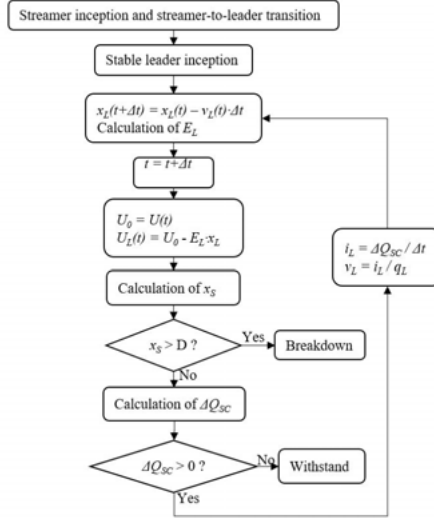 Streamer inception and streamer-to-leader transition
Stable leader inception
x_L(t+Δt) = x_L(t) – v_L(t)·Δt
Calculation of E_L
t = t+Δt
U_0 = U(t)
U_L(t) = U_0 - E_L·x_L
i_L = ΔQ_SC / Δt
v_L = i_L / q_L
Calculation of x_S
x_S > D ?
Yes
Breakdown
No
Calculation of ΔQ_SC
ΔQ_SC > 0 ?
No
Withstand
Yes